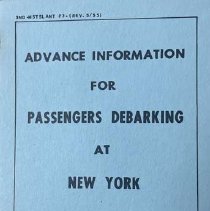 ADVANCE INFORMATION
FOR
PASSENGERS DEBARKING
AT
NEW YORK